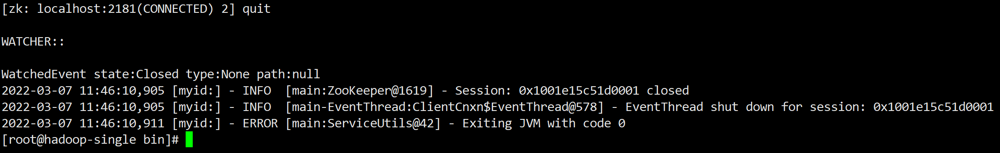 [zk: localhost:2181(CONNECTED) 2] quit
WATCHER::
WatchedEvent state:Closed type:None path:null
2022-03-07 11:46:10,905 [myid:] - INFO  [main:ZooKeeper@1619] - Session: 0x1001e15c51d0001 closed
2022-03-07 11:46:10,905 [myid:] - INFO  [main-EventThread:ClientCnxn$EventThread@578] - EventThread shut down for session: 0x1001e15c51d0001
2022-03-07 11:46:10,911 [myid:] - ERROR [main:ServiceUtils@42] - Exiting JVM with code 0
[root@hadoop-single bin]#